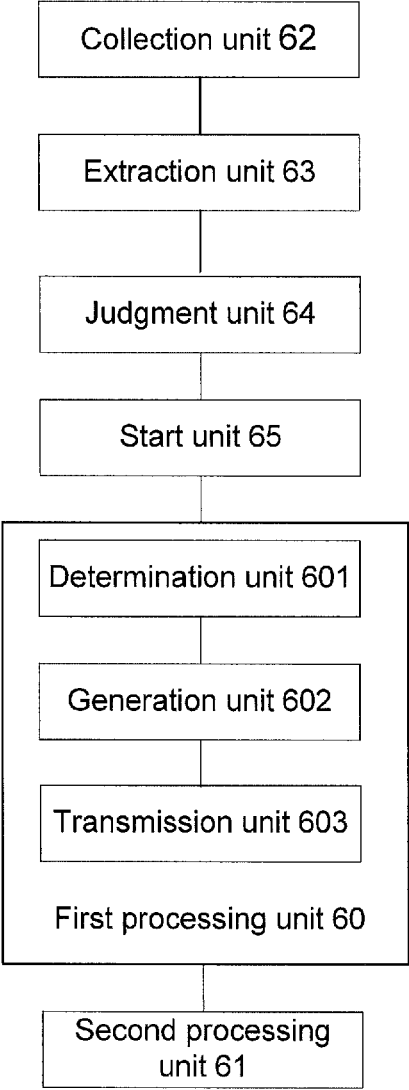 Collection unit 62
Extraction unit 63
Judgment unit 64
Start unit 65
Determination unit 601
Generation unit 602
Transmission unit 603
First processing unit 60
Second processing
unit 61